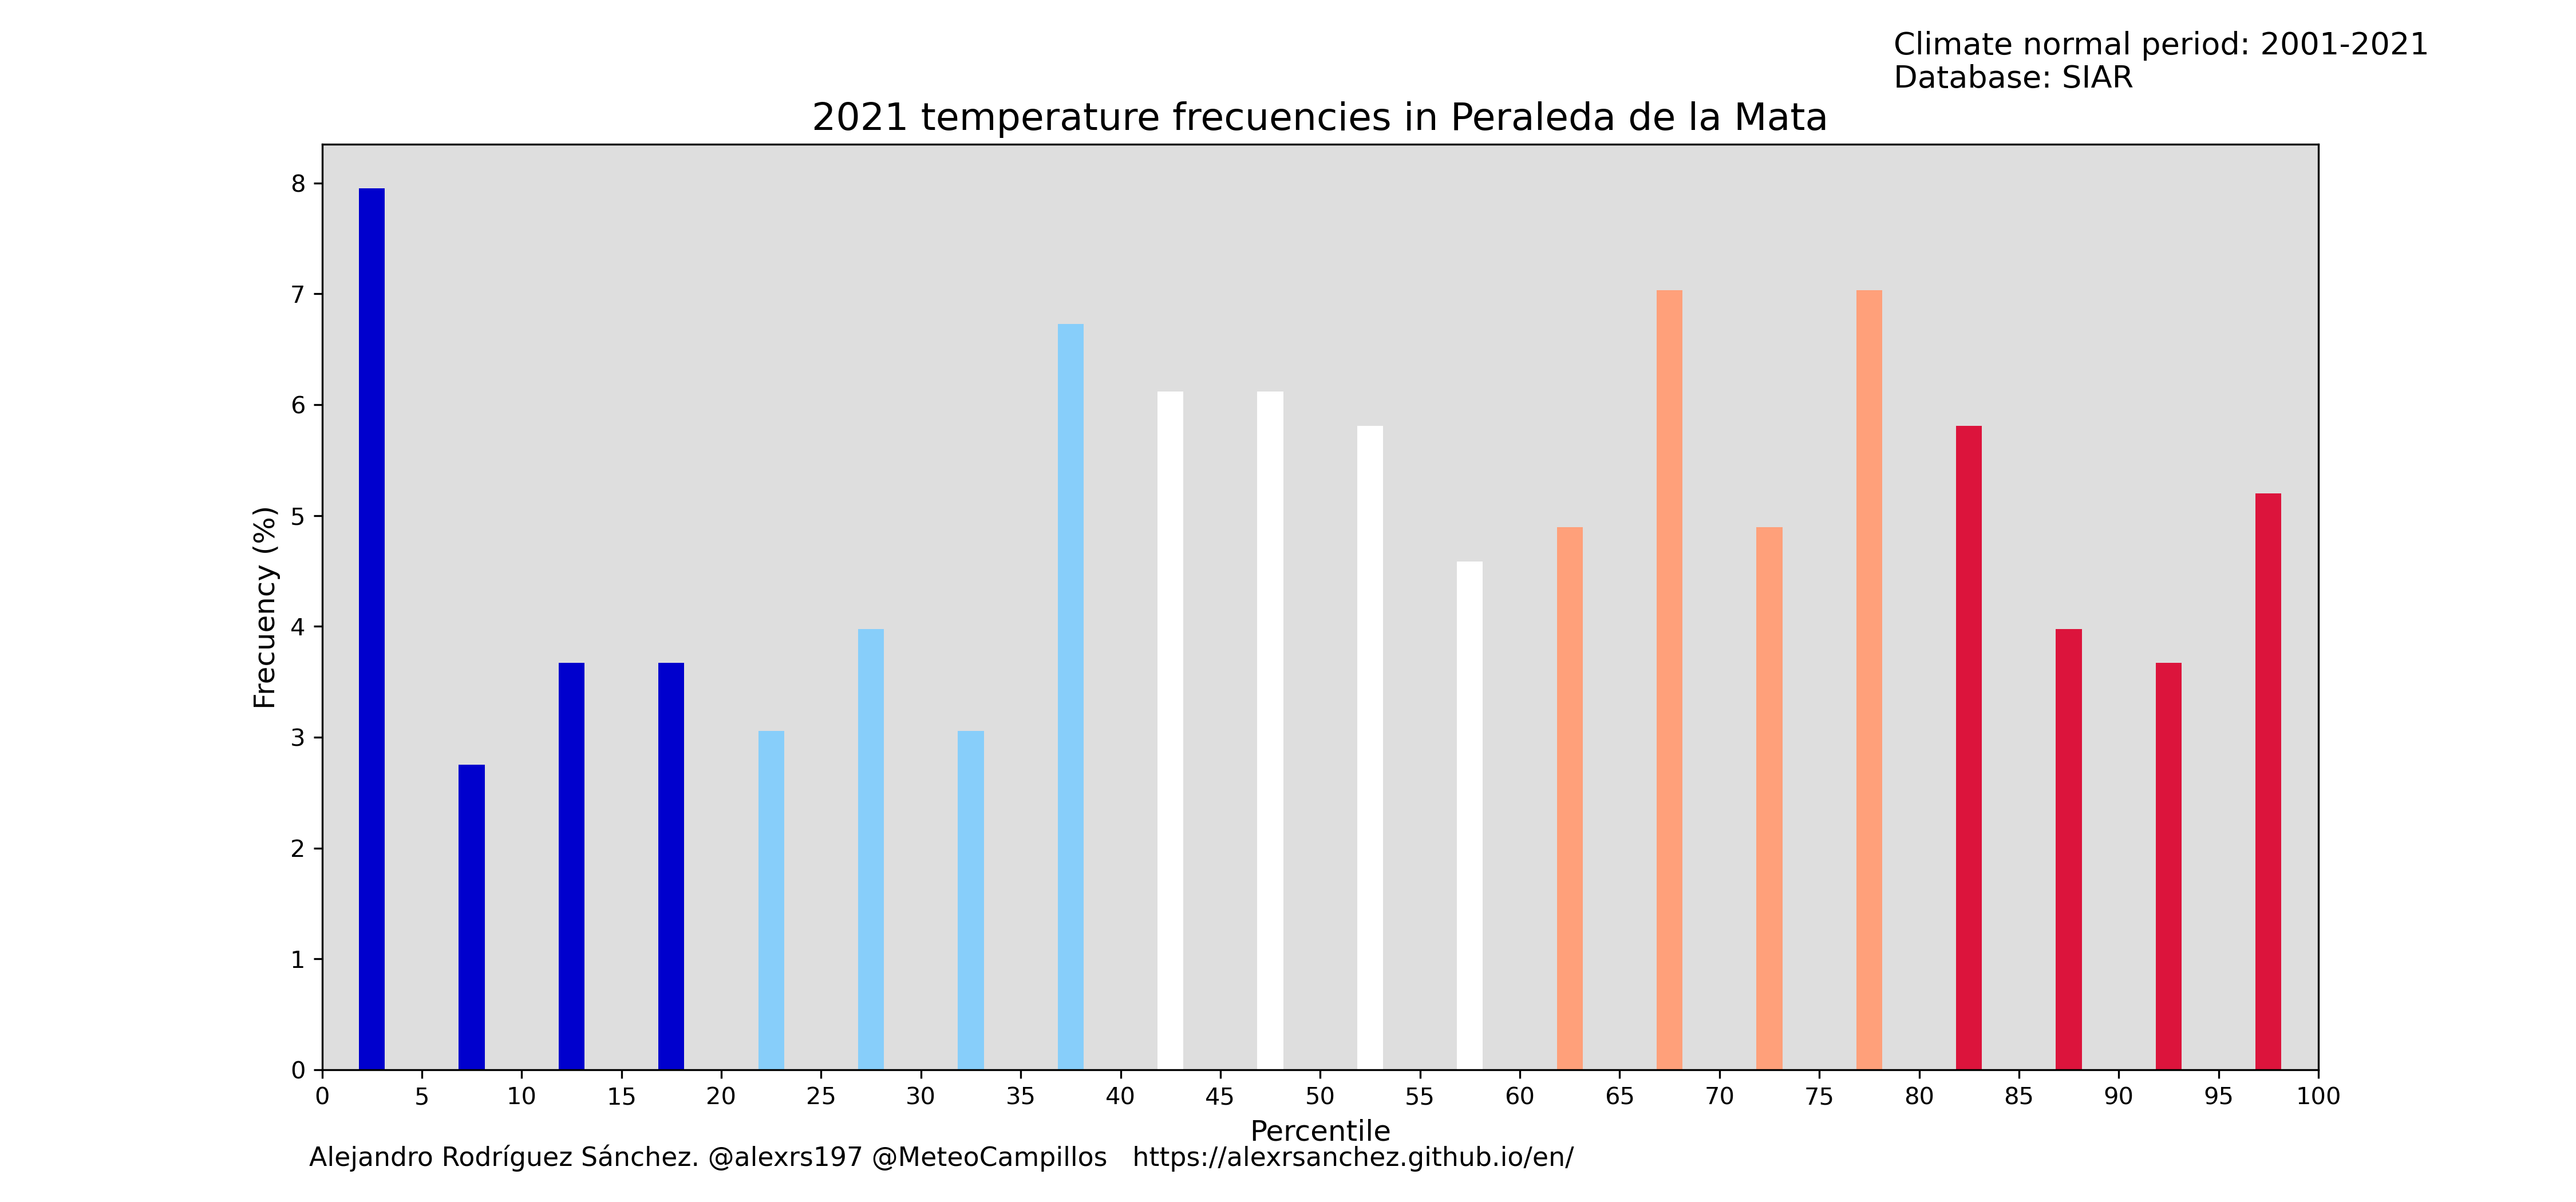 Climate normal period: 2001-2021
Database: SIAR
2021 temperature frecuencies in Peraleda de la Mata
8
7
6
5
4
3
2
1
0
Frecuency (%)
0 5 10 15 20 25 30 35 40 45 50 55 60 65 70 75 80 85 90 95 100
Percentile
Alejandro Rodríguez Sánchez. @alexrs197 @MeteoCampillos https://alexrsanchez.github.io/en/